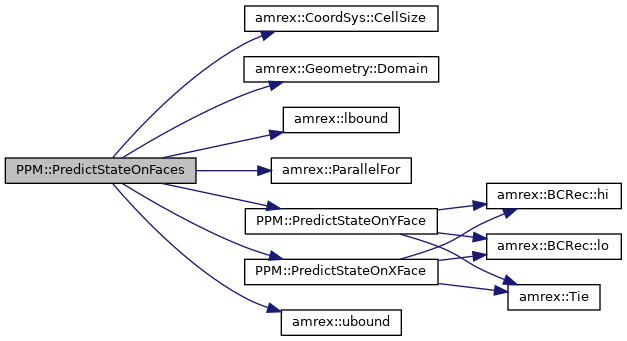 amrex::CoordSys::CellSize
amrex::Geometry::Domain
amrex::lbound
PPM::PredictStateOnFaces
amrex::ParallelFor
amrex::BCRec::hi
PPM::PredictStateOnYFace
amrex::BCRec::lo
PPM::PredictStateOnXFace
amrex::Tie
amrex::ubound